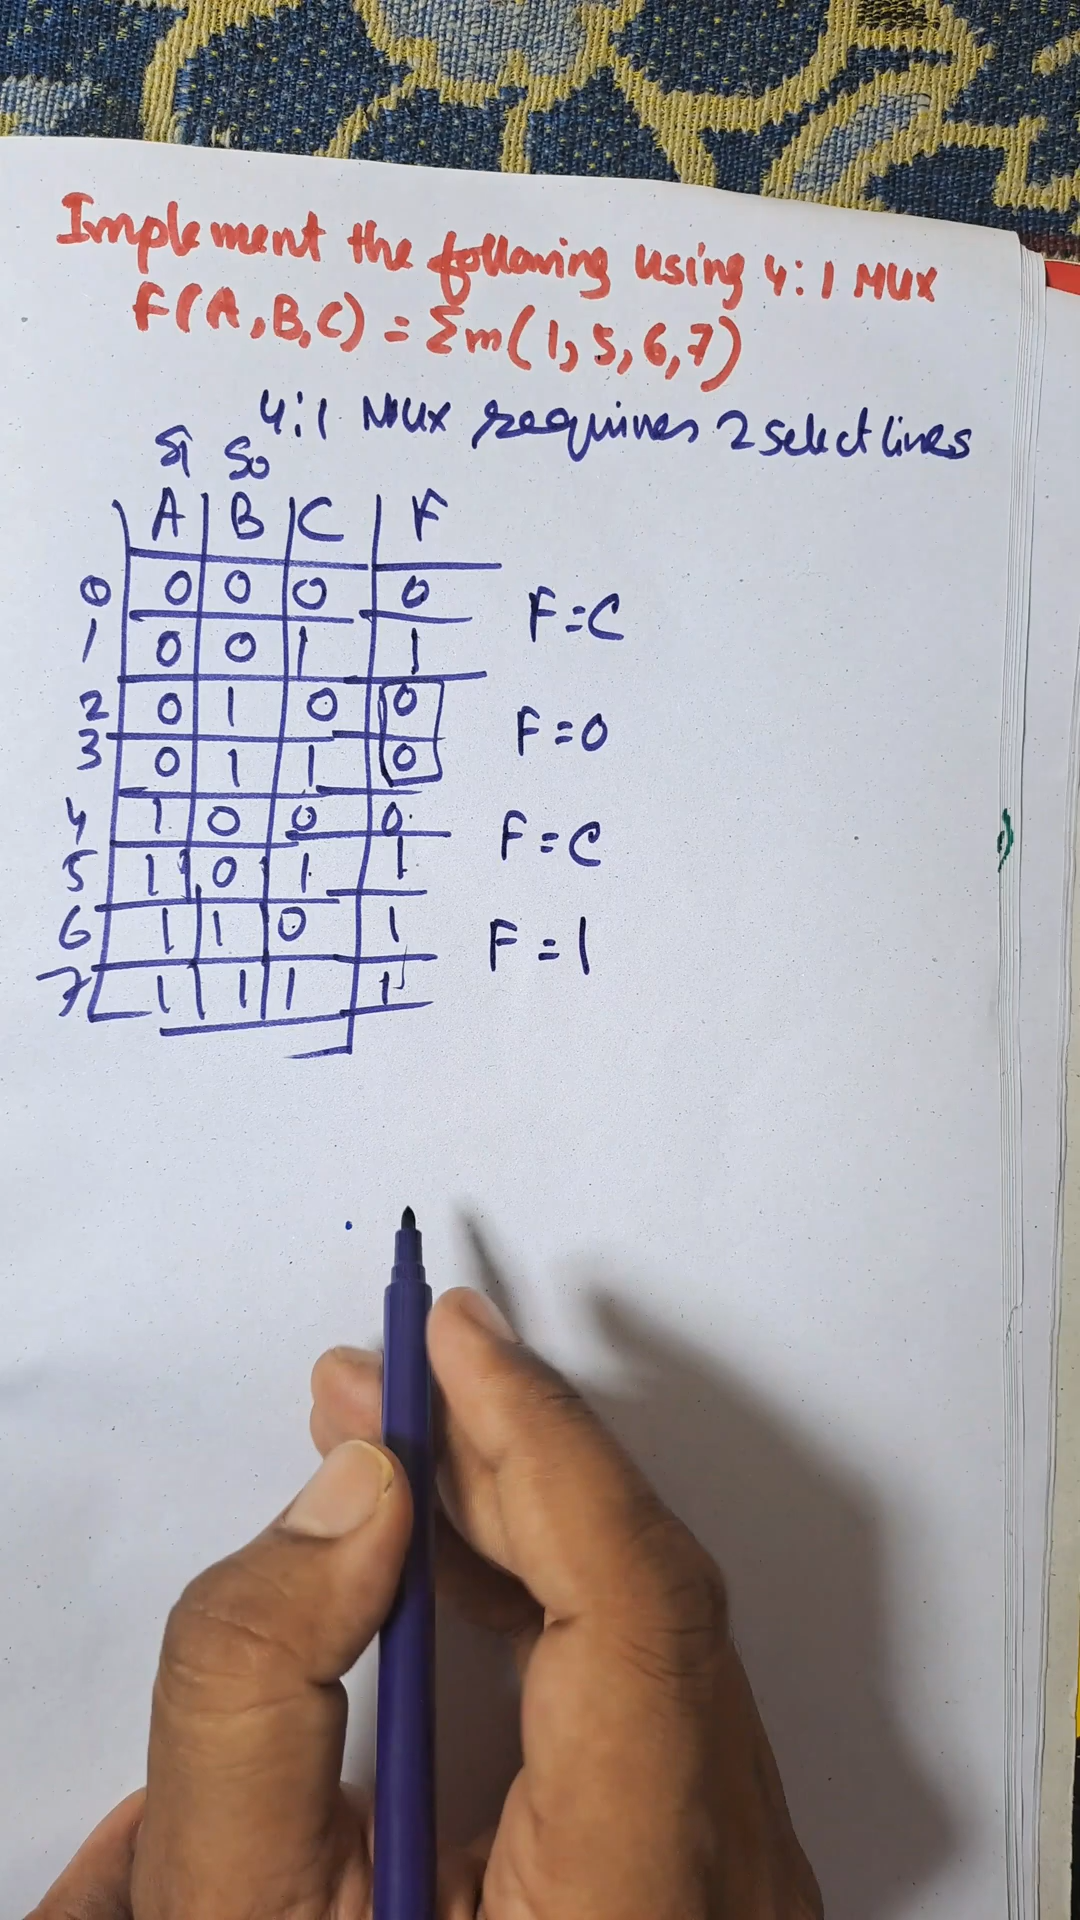 Implement the following using 4:1 MUX
F(A,B,C) = Σm(1,5,6,7)
4:1 MUX requires 2 select lines
S1 S0
A B C F
0 0 0 0 0 F=C
1 0 0 1 1
2 0 1 0 0 F=0
3 0 1 1 0
4 1 0 0 0 F=C
5 1 0 1 1
6 1 1 0 1 F=1
7 1 1 1 1